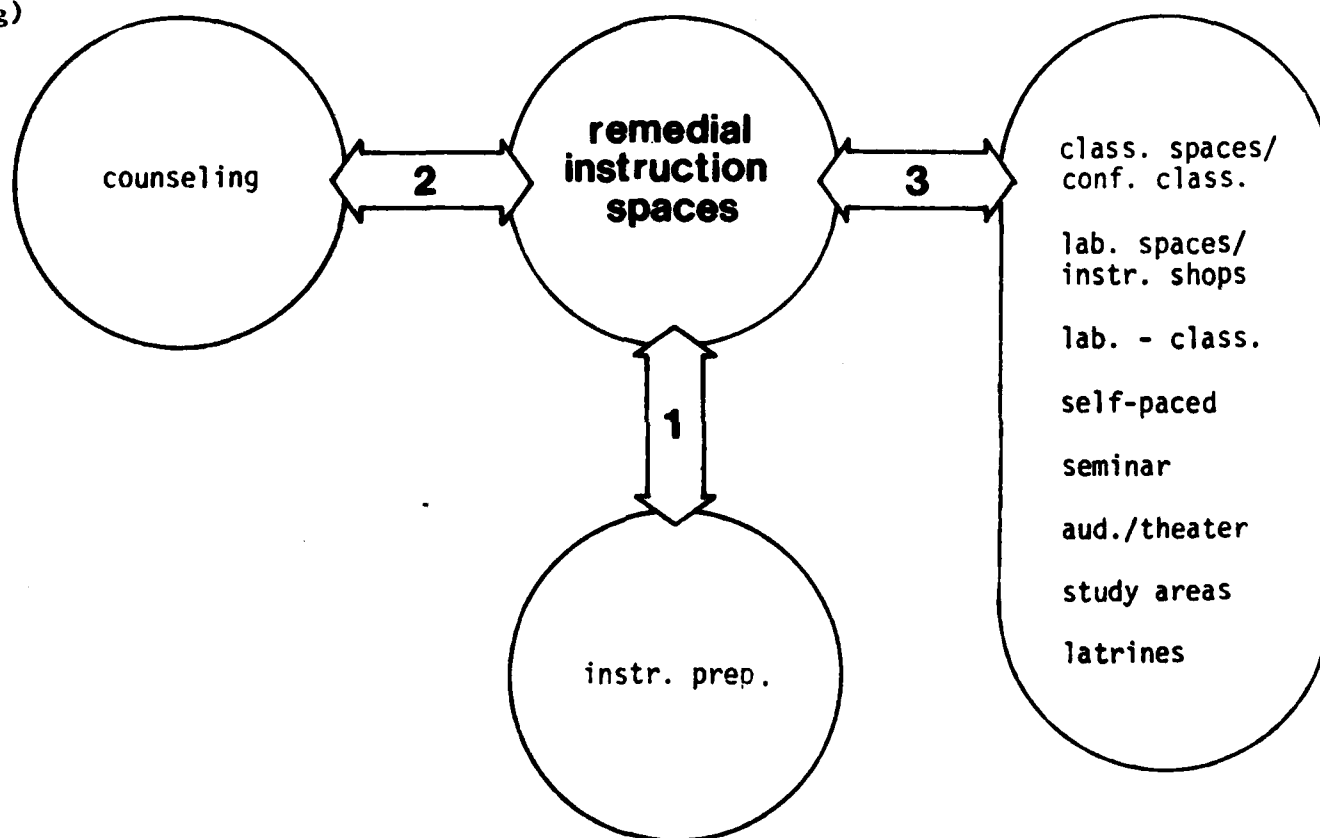 g)
counseling
2
remedial
instruction
spaces
3
class. spaces/
conf. class.
lab. spaces/
instr. shops
lab. - class.
self-paced
seminar
aud./theater
study areas
latrines
1
instr. prep.